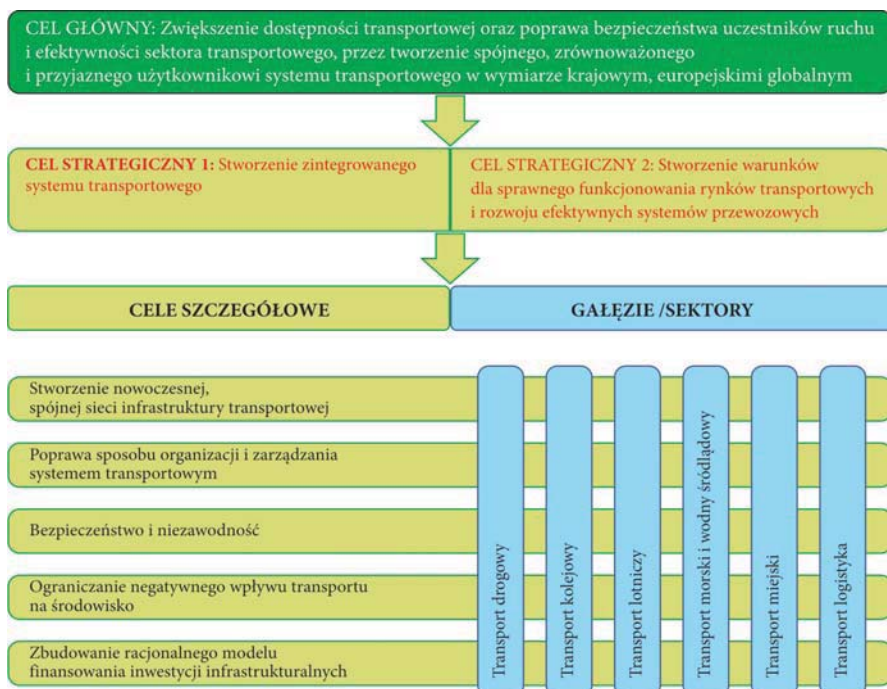 CEL GŁÓWNY: Zwiększenie dostępności transportowej oraz poprawa bezpieczeństwa uczestników ruchu
i efektywności sektora transportowego, przez tworzenie spójnego, zrównoważonego
i przyjaznego użytkownikowi systemu transportowego w wymiarze krajowym, europejskimi globalnym
CEL STRATEGICZNY 1: Stworzenie zintegrowanego
systemu transportowego
CEL STRATEGICZNY 2: Stworzenie warunków
dla sprawnego funkcjonowania rynków transportowych
i rozwoju efektywnych systemów przewozowych
CELE SZCZEGÓŁOWE
GAŁĘZIE /SEKTORY
Stworzenie nowoczesnej,
spójnej sieci infrastruktury transportowej
Poprawa sposobu organizacji i zarządzania
systemem transportowym
Bezpieczeństwo i niezawodność
Ograniczanie negatywnego wpływu transportu
na środowisko
Zbudowanie racjonalnego modelu
finansowania inwestycji infrastrukturalnych
Transport drogowy
Transport kolejowy
Transport lotniczy
Transport morski i wodny śródlądowy
Transport miejski
Transport logistyka